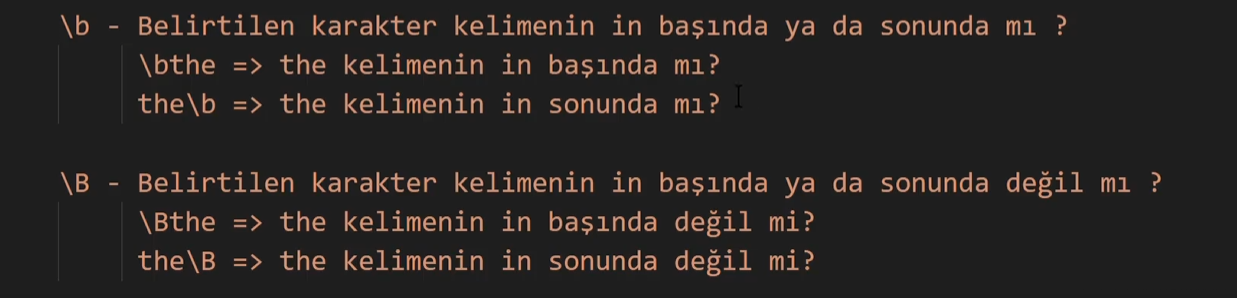 \b - Belirtilen karakter kelimenin in başında ya da sonunda mı ?
\bthe => the kelimenin in başında mı?
the\b => the kelimenin in sonunda mı?
\B - Belirtilen karakter kelimenin in başında ya da sonunda değil mı ?
\Bthe => the kelimenin in başında değil mi?
the\B => the kelimenin in sonunda değil mi?